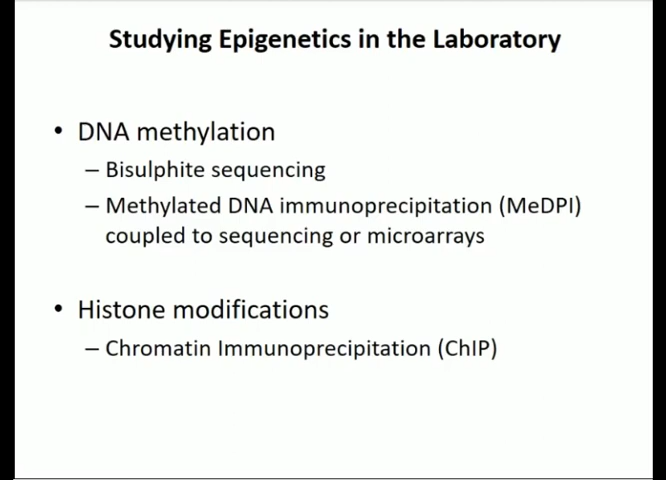 Studying Epigenetics in the Laboratory
• DNA methylation
– Bisulphite sequencing
– Methylated DNA immunoprecipitation (MeDPI)
coupled to sequencing or microarrays
• Histone modifications
– Chromatin Immunoprecipitation (ChIP)